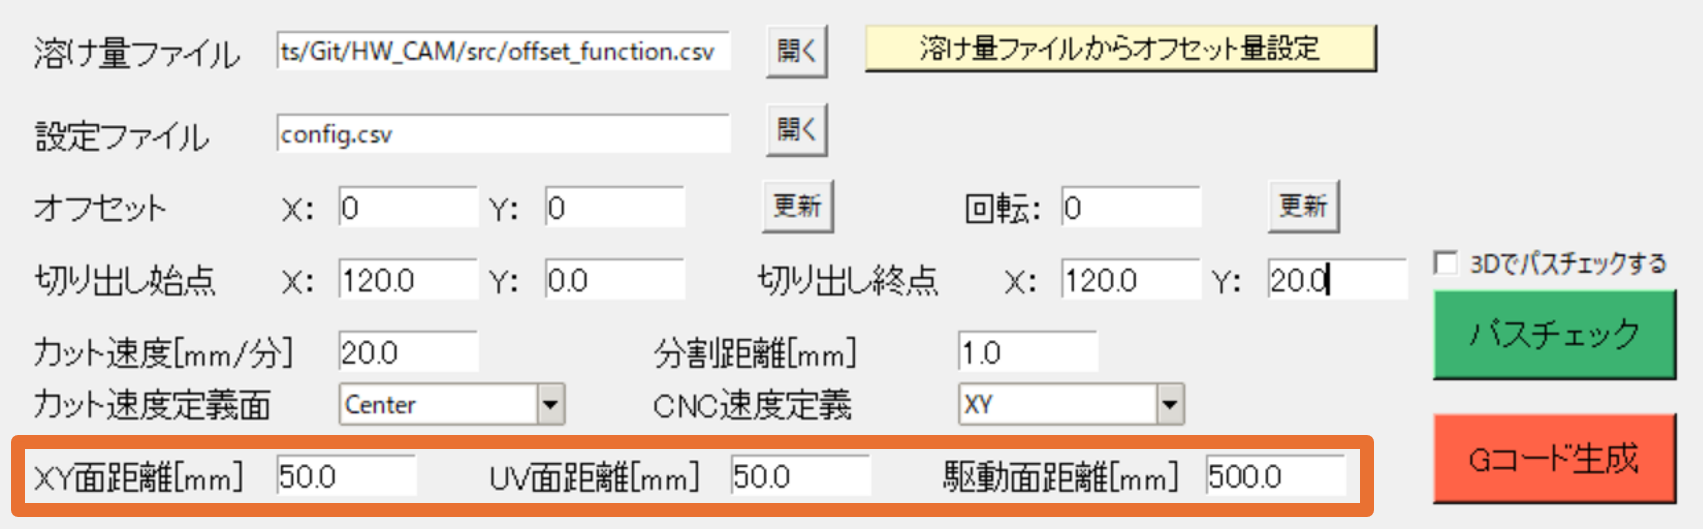 溶け量ファイル ts/Git/HW_CAM/src/offset_function.csv 開く 溶け量ファイルからオフセット量設定
設定ファイル config.csv 開く
オフセット X: 0 Y: 0 更新 回転: 0 更新
切り出し始点 X: 120.0 Y: 0.0 切り出し終点 X: 120.0 Y: 20.0 3Dでパスチェックする
カット速度[mm/分] 20.0 分割距離[mm] 1.0 パスチェック
カット速度定義面 Center CNC速度定義 XY
XY面距離[mm] 50.0 UV面距離[mm] 50.0 駆動面距離[mm] 500.0 Gコード生成